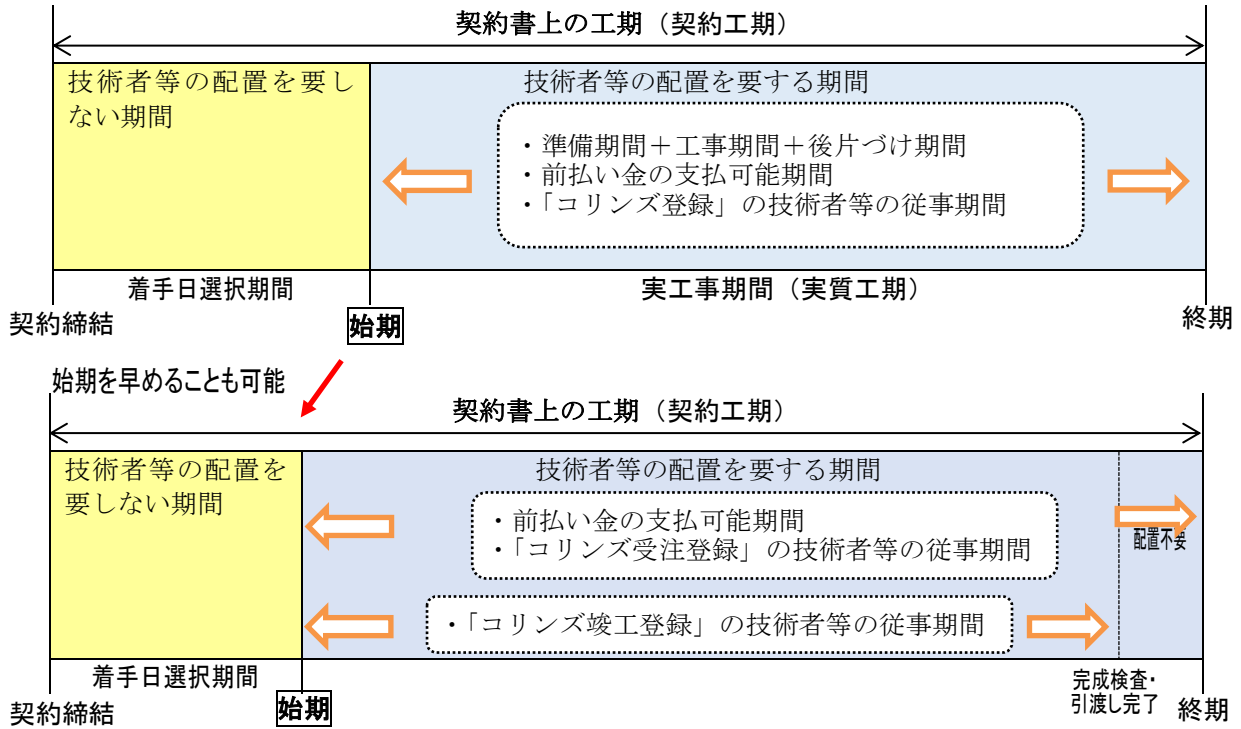 契約書上の工期（契約工期）
技術者等の配置を要し
ない期間
技術者等の配置を要する期間
・準備期間＋工事期間＋後片づけ期間
・前払い金の支払可能期間
・「コリンズ登録」の技術者等の従事期間
着手日選択期間
実工事期間（実質工期）
契約締結
始期
終期
始期を早めることも可能
契約書上の工期（契約工期）
技術者等の配置を
要しない期間
技術者等の配置を要する期間
・前払い金の支払可能期間
・「コリンズ受注登録」の技術者等の従事期間
配置不要
・「コリンズ竣工登録」の技術者等の従事期間
着手日選択期間
完成検査・
引渡し完了
契約締結
始期
終期